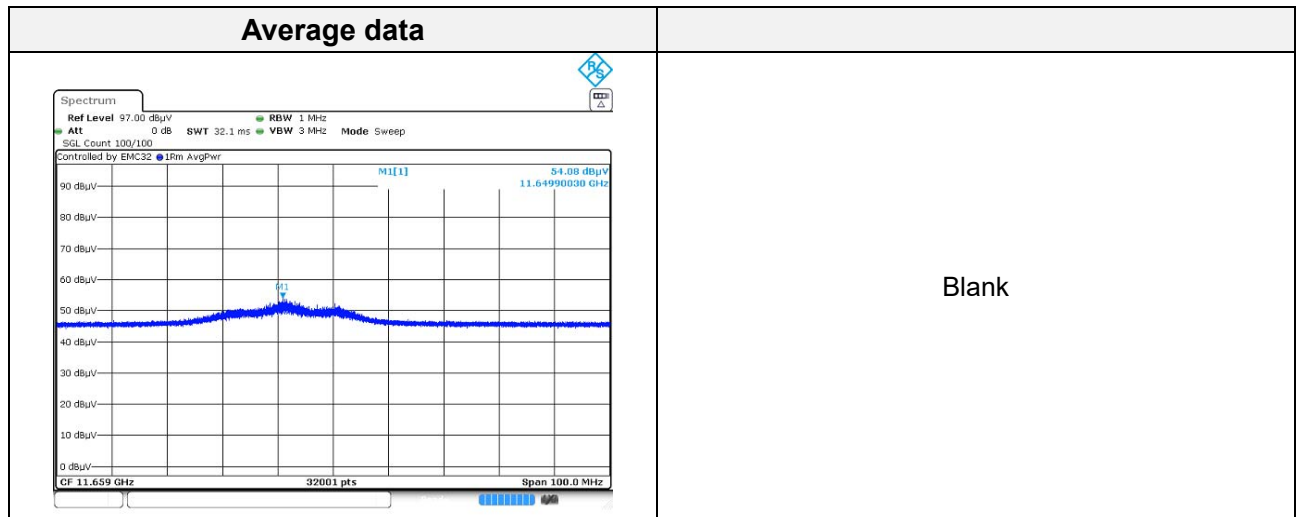 Average data
R&S
Spectrum
Ref Level 97.00 dBµV RBW 1 MHz
Att 0 dB SWT 32.1 ms VBW 3 MHz Mode Sweep
SGL Count 100/100
Controlled by EMC32 1Rm AvgPwr
M1[1] 54.08 dBµV
11.64990030 GHz
90 dBµV
80 dBµV
70 dBµV
60 dBµV
M1
50 dBµV
40 dBµV
30 dBµV
20 dBµV
10 dBµV
0 dBµV
CF 11.659 GHz 32001 pts Span 100.0 MHz
Blank